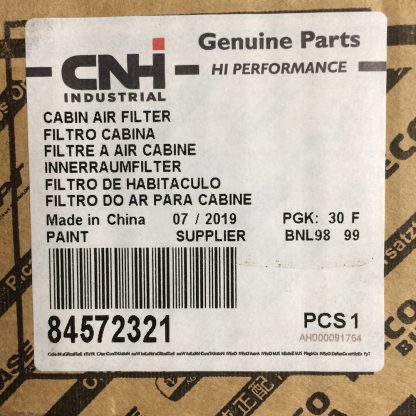 CNH
INDUSTRIAL
Genuine Parts
HI PERFORMANCE
CABIN AIR FILTER
FILTRO CABINA
FILTRE A AIR CABINE
INNERRAUMFILTER
FILTRO DE HABITACULO
FILTRO DO AR PARA CABINE
Made in China 07 / 2019 PGK: 30 F
PAINT SUPPLIER BNL98 99
84572321
PCS 1
AH000091764